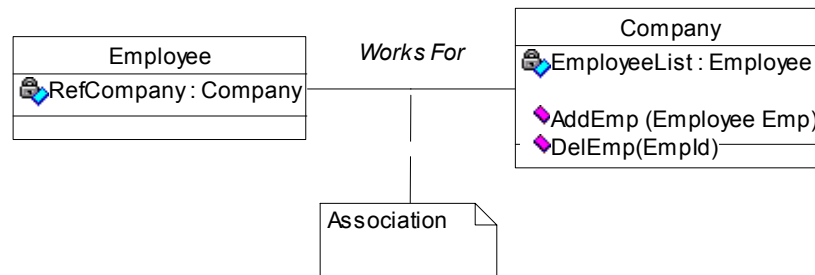 Employee
RefCompany : Company
Works For
Company
EmployeeList : Employee
AddEmp (Employee Emp)
DelEmp(EmpId)
Association